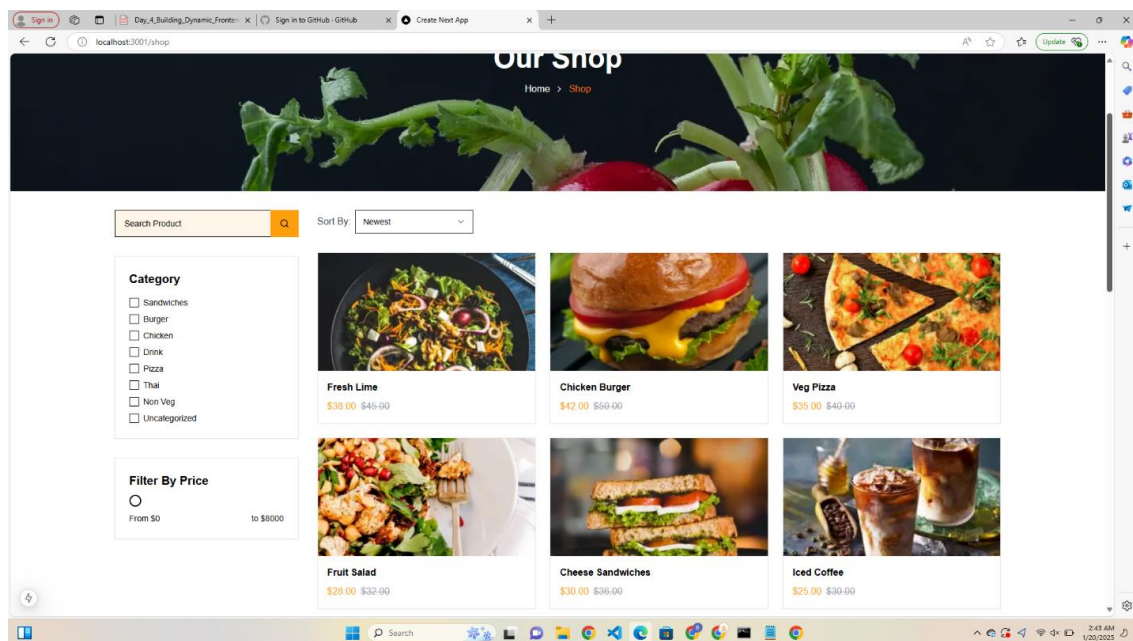 Sign in
Day_4_Building_Dynamic_Fronter
Sign in to GitHub · GitHub
Create Next App
localhost:3001/shop
Update
Our Shop
Home > Shop
Search Product
Sort By: Newest
Category
Sandwiches
Burger
Chicken
Drink
Pizza
Thai
Non Veg
Uncategorized
Filter By Price
From $0 to $8000
Fresh Lime
$38.00 $45.00
Chicken Burger
$42.00 $50.00
Veg Pizza
$35.00 $40.00
Fruit Salad
$28.00 $32.00
Cheese Sandwiches
$30.00 $36.00
Iced Coffee
$25.00 $30.00
Search
2:43 AM
1/20/2025